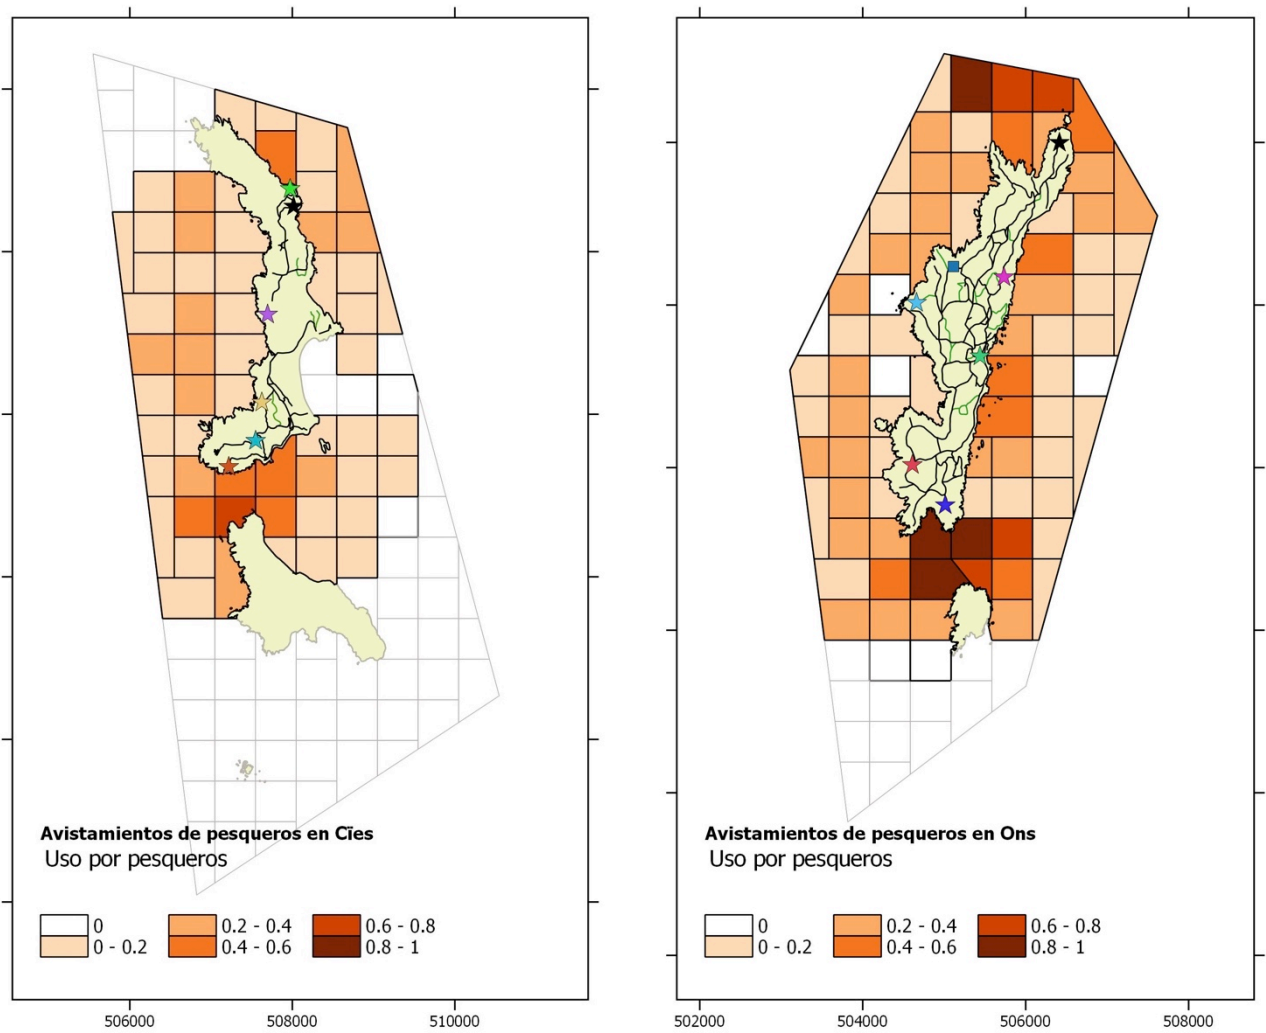 Avistamientos de pesqueros en Cïes
Uso por pesqueros
0
0 - 0.2
0.2 - 0.4
0.4 - 0.6
0.6 - 0.8
0.8 - 1
506000
508000
510000
Avistamientos de pesqueros en Ons
Uso por pesqueros
0
0 - 0.2
0.2 - 0.4
0.4 - 0.6
0.6 - 0.8
0.8 - 1
502000
504000
506000
508000